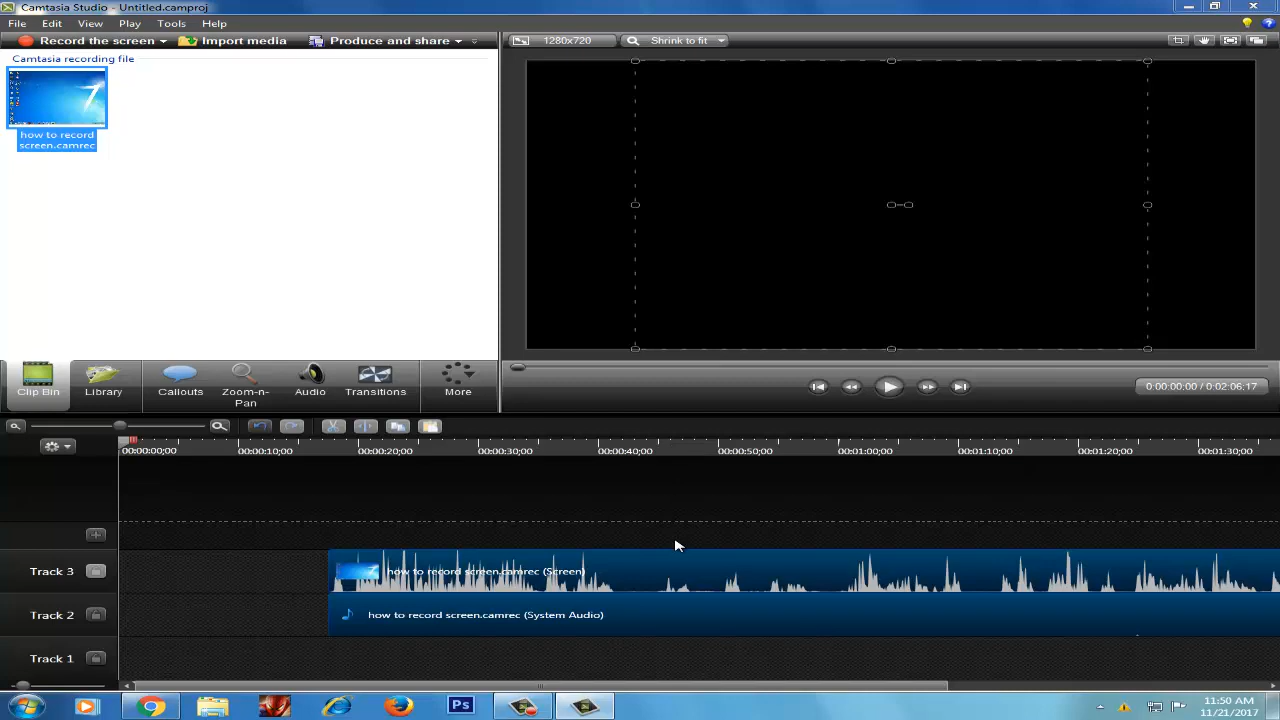 Camtasia Studio - Untitled.camproj
File Edit View Play Tools Help
Record the screen Import media Produce and share
1280x720 Shrink to fit
Camtasia recording file
7
how to record
screen.camrec
Clip Bin Library Callouts Zoom-n-Pan Audio Transitions More
0:00:00;00 / 0:02:06;17
00:00:00;00 00:00:10;00 00:00:20;00 00:00:30;00 00:00:40;00 00:00:50;00 00:01:00;00 00:01:10;00 00:01:20;00 00:01:30;00
Track 3 7 how to record screen.camrec (Screen)
Track 2 how to record screen.camrec (System Audio)
Track 1
Ps
11:50 AM
11/21/2017